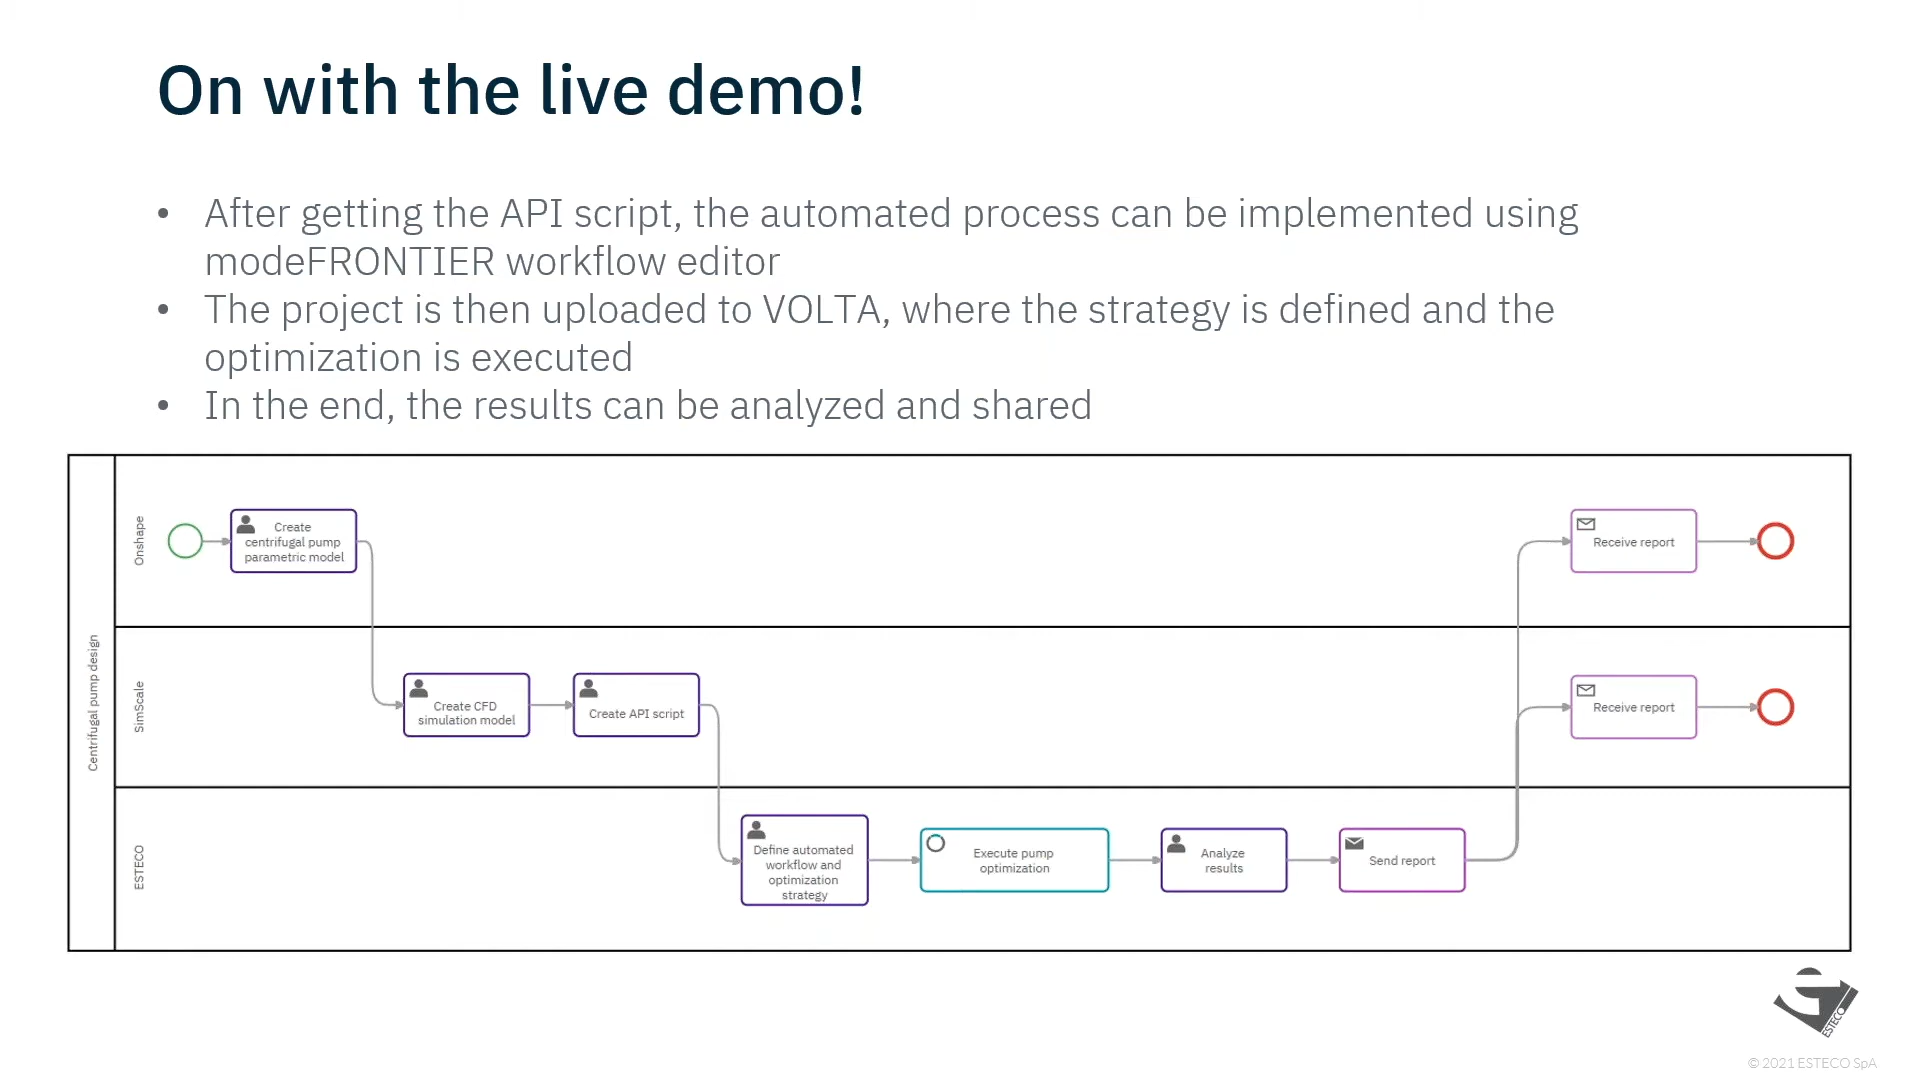 On with the live demo!
• After getting the API script, the automated process can be implemented using
modeFRONTIER workflow editor
• The project is then uploaded to VOLTA, where the strategy is defined and the
optimization is executed
• In the end, the results can be analyzed and shared
Centrifugal pump design
Onshape
Create
centrifugal pump
parametric model
Receive report
SimScale
Create CFD
simulation model
Create API script
Receive report
ESTECO
Define automated
workflow and
optimization
strategy
Execute pump
optimization
Analyze
results
Send report
ESTECO
© 2021 ESTECO SpA